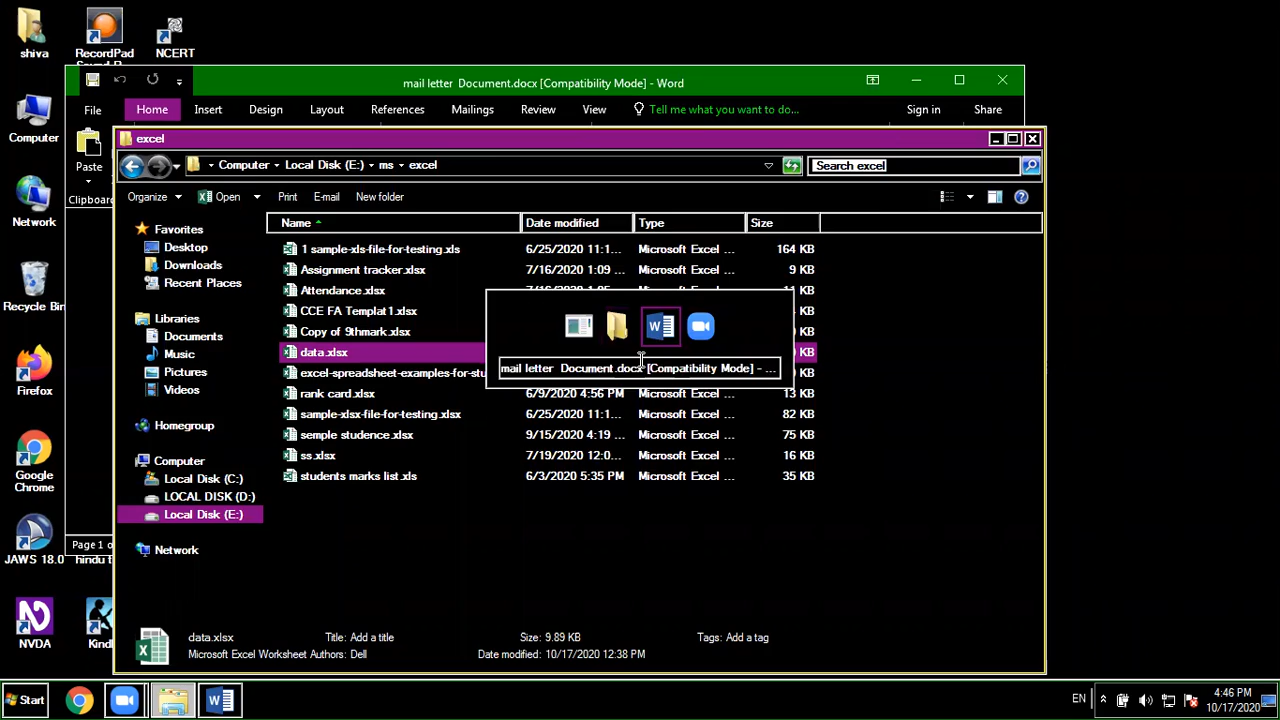 shiva
RecordPad
NCERT
Computer
Network
Recycle Bin
Firefox
Google
Chrome
JAWS 18.0
hindu t
NVDA
Kindl
mail letter Document.docx [Compatibility Mode] - Word
File
Home
Insert
Design
Layout
References
Mailings
Review
View
Tell me what you want to do...
Sign in
Share
Paste
Clipboard
Page 1 o
excel
Computer
Local Disk (E:)
ms
excel
Search excel
Organize
Open
Print
E-mail
New folder
Name
Date modified
Type
Size
Favorites
Desktop
Downloads
Recent Places
Libraries
Documents
Music
Pictures
Videos
Homegroup
Computer
Local Disk (C:)
LOCAL DISK (D:)
Local Disk (E:)
Network
1 sample-xls-file-for-testing.xls 6/25/2020 11:1... Microsoft Excel ... 164 KB
Assignment tracker.xlsx 7/16/2020 1:09 ... Microsoft Excel ... 9 KB
Attendance.xlsx
CCE FA Templat1.xlsx
Copy of 9thmark.xlsx
data.xlsx
excel-spreadsheet-examples-for-stu
rank card.xlsx 6/9/2020 4:56 PM Microsoft Excel ... 35 KB
sample-xlsx-file-for-testing.xlsx 6/25/2020 11:1... Microsoft Excel ... 82 KB
semple studence.xlsx 9/15/2020 4:19 ... Microsoft Excel ... 75 KB
ss.xlsx 7/19/2020 12:0... Microsoft Excel ... 16 KB
students marks list.xls 6/3/2020 5:35 PM Microsoft Excel ... 35 KB
mail letter Document.docx [Compatibility Mode] - ...
data.xlsx
Title: Add a title
Size: 9.89 KB
Tags: Add a tag
Microsoft Excel Worksheet
Authors: Dell
Date modified: 10/17/2020 12:38 PM
Start
EN
4:46 PM
10/17/2020